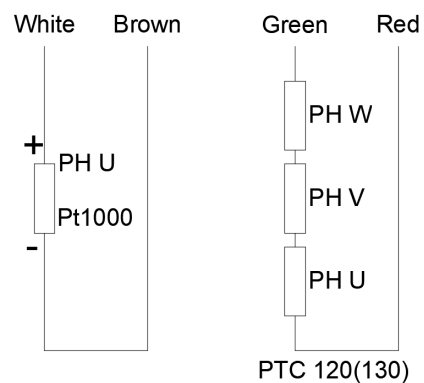 White Brown Green Red
+
PH U
Pt1000
-
PH W
PH V
PH U
PTC 120(130)